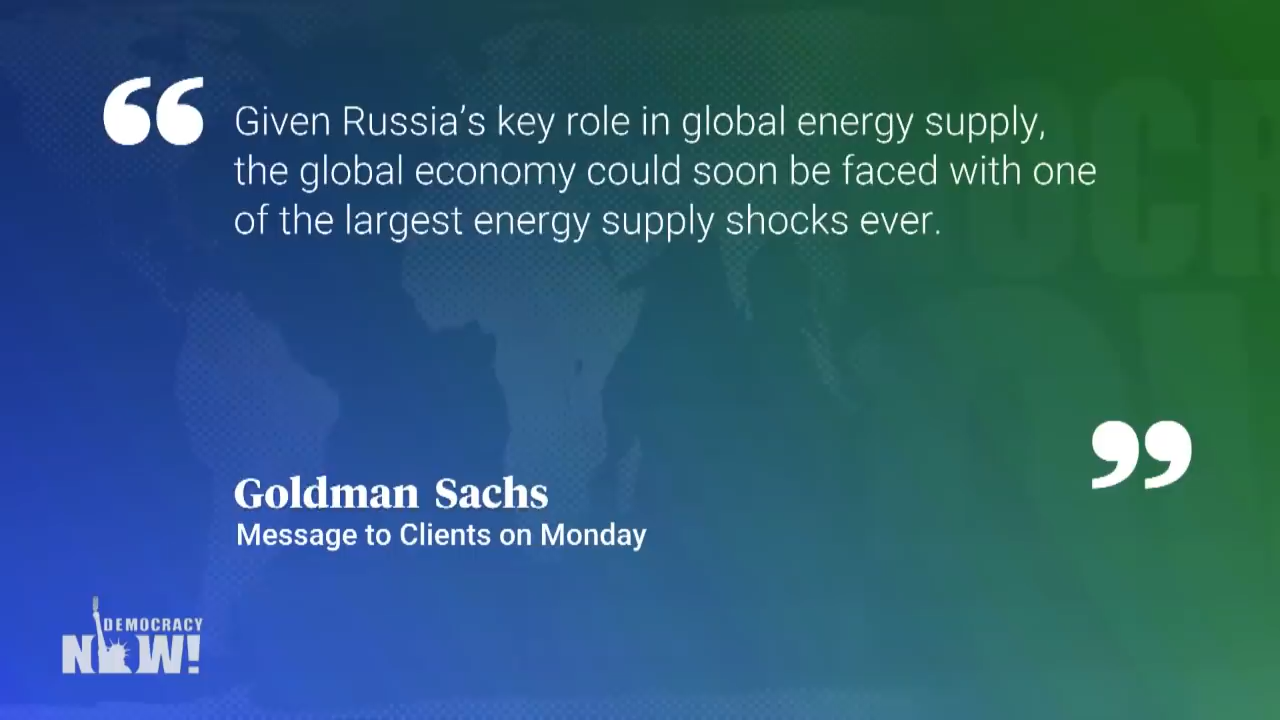 “ Given Russia’s key role in global energy supply,
the global economy could soon be faced with one
of the largest energy supply shocks ever.
”
Goldman Sachs
Message to Clients on Monday
DEMOCRACY
NOW!